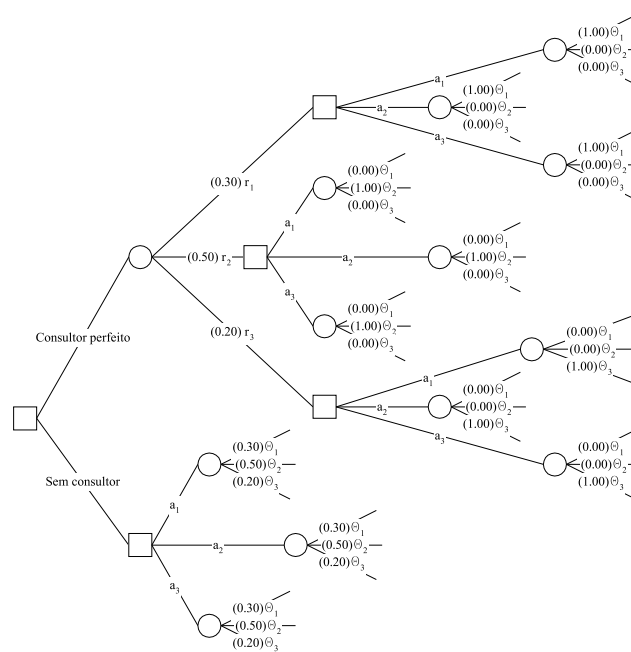 (1.00)Θ1
(0.00)Θ2
(0.00)Θ3
a1
(1.00)Θ1
a2
(0.00)Θ2
(0.00)Θ3
a3
(1.00)Θ1
(0.00)Θ2
(0.00)Θ3
(0.30) r1
(0.00)Θ1
(1.00)Θ2
(0.00)Θ3
a1
(0.50) r2
a2
(0.00)Θ1
(1.00)Θ2
(0.00)Θ3
a3
(0.00)Θ1
(1.00)Θ2
(0.00)Θ3
(0.20) r3
Consultor perfeito
(0.00)Θ1
(0.00)Θ2
(1.00)Θ3
a1
(0.00)Θ1
a2
(0.00)Θ2
(1.00)Θ3
a3
(0.00)Θ1
(0.00)Θ2
(1.00)Θ3
Sem consultor
(0.30)Θ1
(0.50)Θ2
(0.20)Θ3
a1
a2
(0.30)Θ1
(0.50)Θ2
(0.20)Θ3
a3
(0.30)Θ1
(0.50)Θ2
(0.20)Θ3